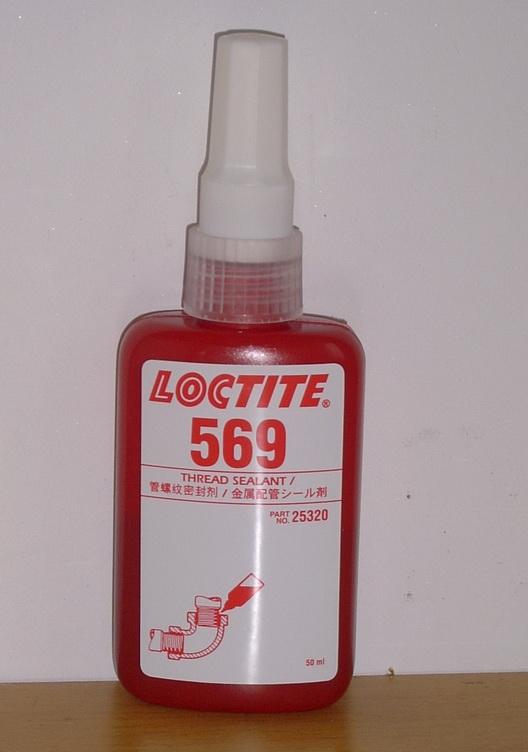 LOCTITE®
569
THREAD SEALANT /
管螺纹密封剂 / 金属配管シール剤
PART NO. 25320
50 ml